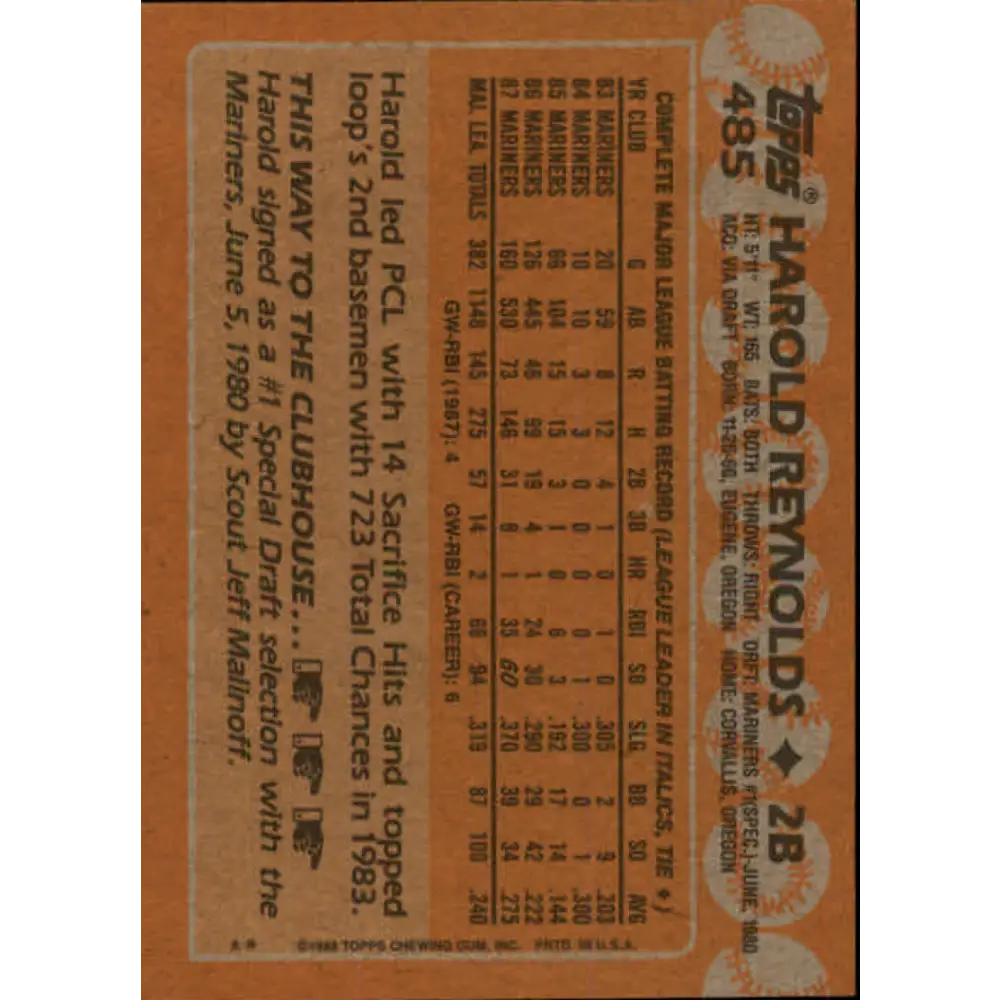 topps® HAROLD REYNOLDS ♦ 2B
485 HT: 5'11" WT: 165 BATS: BOTH THROWS: RIGHT DRFT: MARINERS #1(SPEC.)-JUNE, 1980
ACQ: VIA DRAFT BORN: 11-26-60, EUGENE, OREGON HOME: CORVALLIS, OREGON
COMPLETE MAJOR LEAGUE BATTING RECORD (LEAGUE LEADER IN ITALICS, TIE ♦)
YR CLUB G AB R H 2B 3B HR RBI SB SLG BB SO AVG
83 MARINERS 20 59 8 12 4 1 0 1 0 .305 2 9 .203
84 MARINERS 10 10 3 3 0 0 0 0 1 .300 0 1 .300
85 MARINERS 66 104 15 15 3 1 0 6 3 .192 17 14 .144
86 MARINERS 126 445 46 99 19 4 1 24 30 .290 29 42 .222
87 MARINERS 160 530 73 146 31 8 1 35 60 .370 39 34 .275
MAJ. LEA. TOTALS 382 1148 145 275 57 14 2 66 94 .319 87 100 .240
GW-RBI (1987): 4 GW-RBI (CAREER): 6
Harold led PCL with 14 Sacrifice Hits and topped
loop's 2nd basemen with 723 Total Chances in 1983.
THIS WAY TO THE CLUBHOUSE...
Harold signed as a #1 Special Draft selection with the
Mariners, June 5, 1980 by Scout Jeff Malinoff.
©1988 TOPPS CHEWING GUM, INC. PRTD. IN U.S.A.